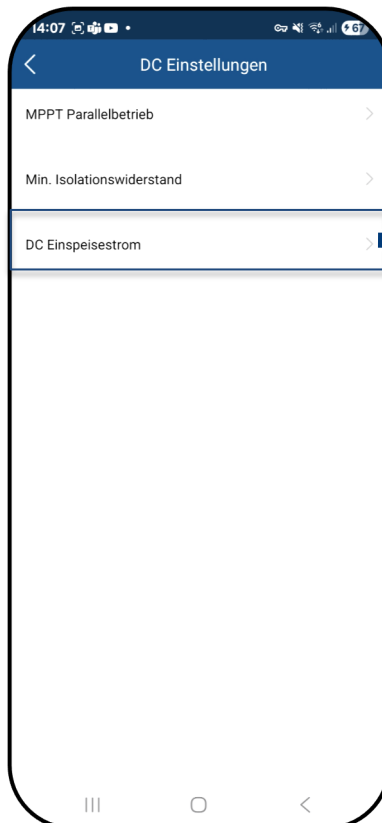 14:07 67
DC Einstellungen
MPPT Parallelbetrieb
Min. Isolationswiderstand
DC Einspeisestrom